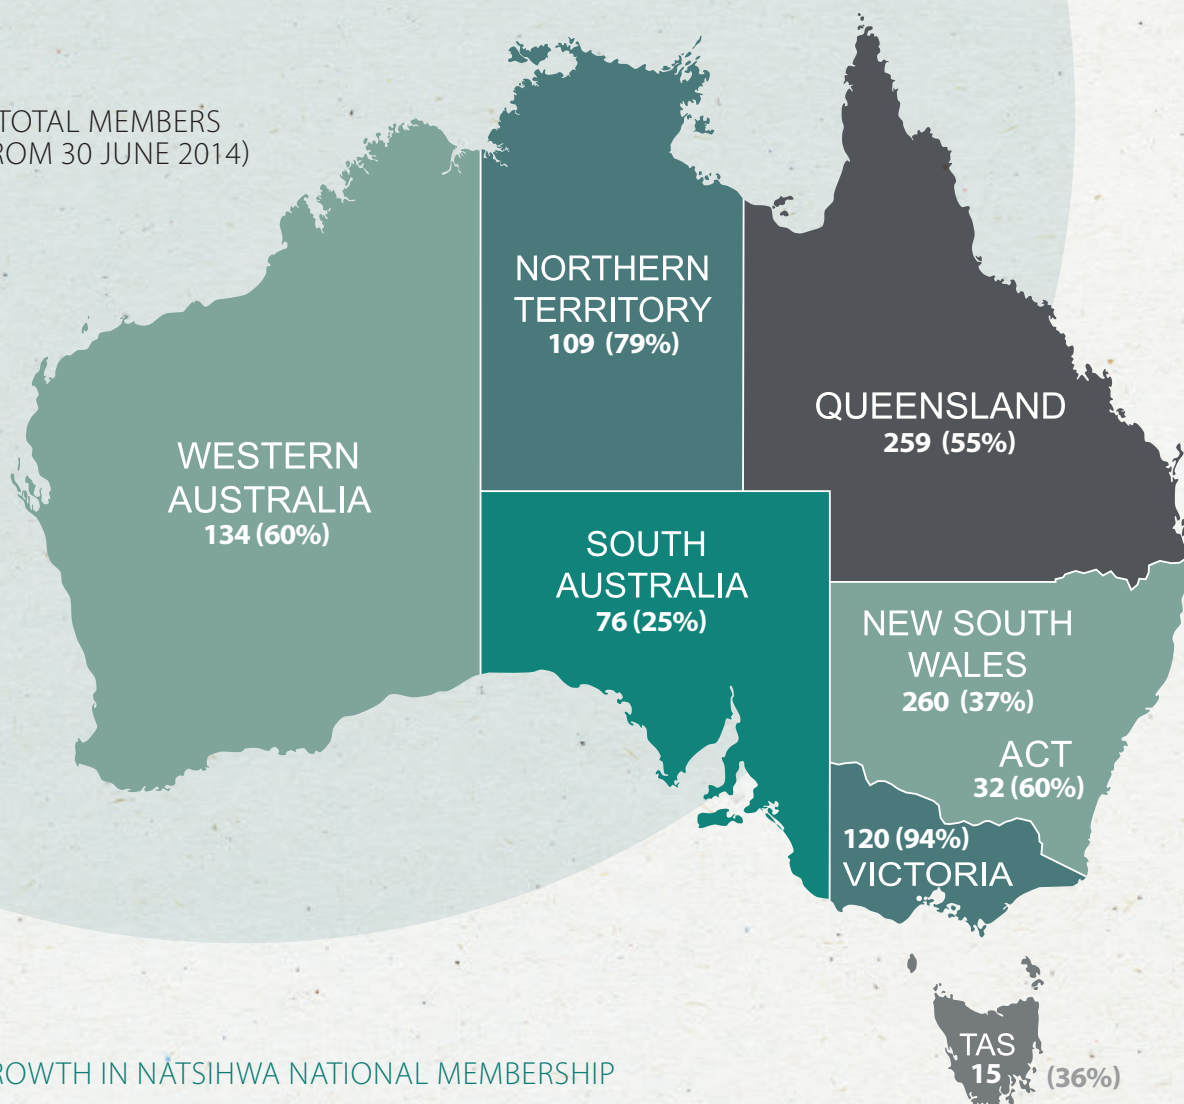 TOTAL MEMBERS
ROM 30 JUNE 2014)
NORTHERN
TERRITORY
109 (79%)
QUEENSLAND
259 (55%)
WESTERN
AUSTRALIA
134 (60%)
SOUTH
AUSTRALIA
76 (25%)
NEW SOUTH
WALES
260 (37%)
ACT
32 (60%)
120 (94%)
VICTORIA
TAS
15 (36%)
ROWTH IN NATSIHWA NATIONAL MEMBERSHIP